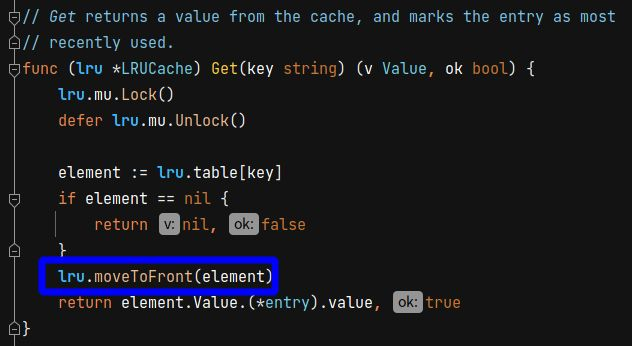 // Get returns a value from the cache, and marks the entry as most
// recently used.
func (lru *LRUCache) Get(key string) (v Value, ok bool) {
    lru.mu.Lock()
    defer lru.mu.Unlock()

    element := lru.table[key]
    if element == nil {
        return v: nil, ok: false
    }
    lru.moveToFront(element)
    return element.Value.(*entry).value, ok: true
}